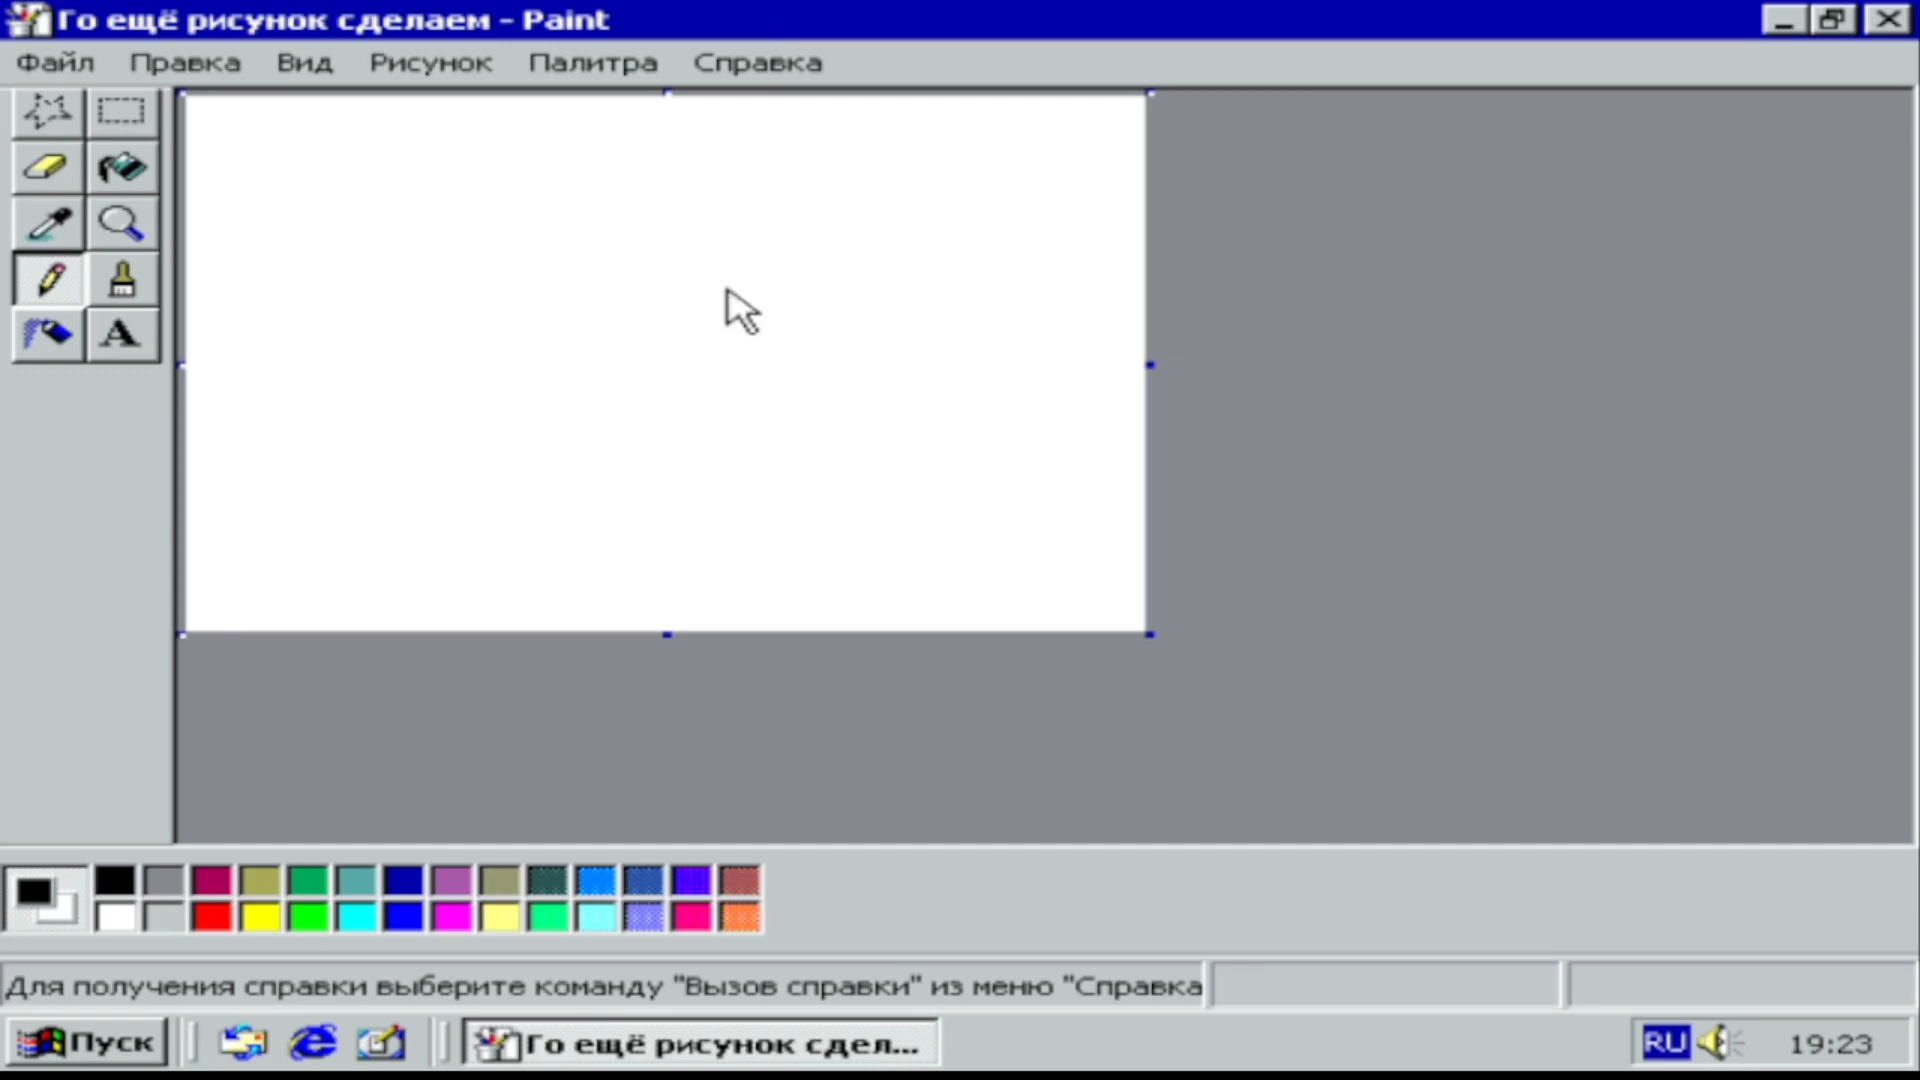 Го ещё рисунок сделаем - Paint
Файл Правка Вид Рисунок Палитра Справка
A
Для получения справки выберите команду "Вызов справки" из меню "Справка
Пуск Го ещё рисунок сдел... RU 19:23